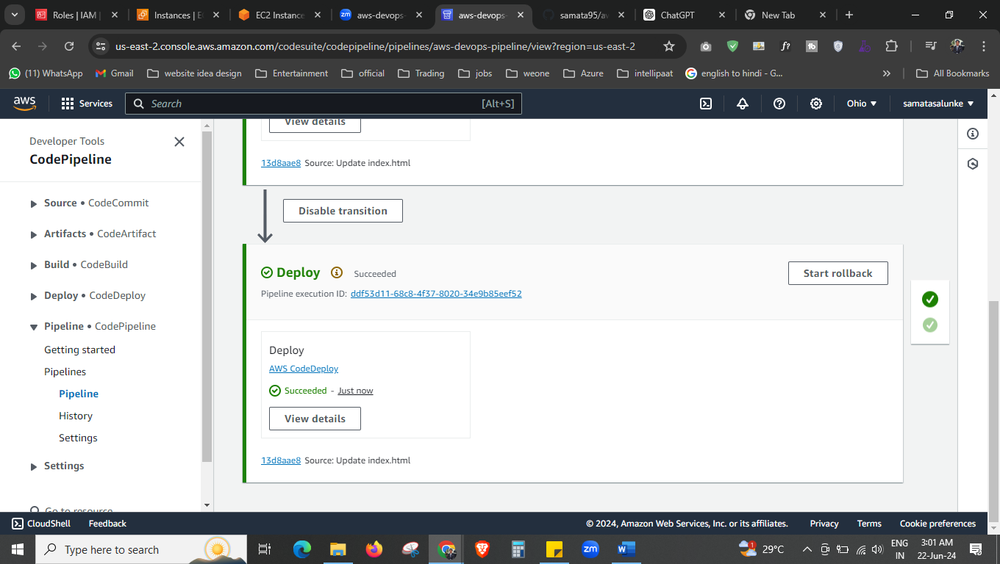 Roles | IAM |
Instances | E
EC2 Instance
zm aws-devops-
aws-devops-
samata95/aw
ChatGPT
New Tab
us-east-2.console.aws.amazon.com/codesuite/codepipeline/pipelines/aws-devops-pipeline/view?region=us-east-2
(11) WhatsApp
Gmail
website idea design
Entertainment
official
Trading
jobs
weone
Azure
intellipaat
english to hindi - G...
All Bookmarks
aws
Services
Search
[Alt+S]
Ohio
samatasalunke
Developer Tools
CodePipeline
Source • CodeCommit
Artifacts • CodeArtifact
Build • CodeBuild
Deploy • CodeDeploy
Pipeline • CodePipeline
Getting started
Pipelines
Pipeline
History
Settings
Settings
Go to resource
View details
13d8aae8 Source: Update index.html
Disable transition
Deploy
Succeeded
Start rollback
Pipeline execution ID: ddf53d11-68c8-4f37-8020-34e9b85eef52
Deploy
AWS CodeDeploy
Succeeded - Just now
View details
13d8aae8 Source: Update index.html
CloudShell
Feedback
© 2024, Amazon Web Services, Inc. or its affiliates.
Privacy
Terms
Cookie preferences
Type here to search
zm
29°C
ENG
IN
3:01 AM
22-Jun-24